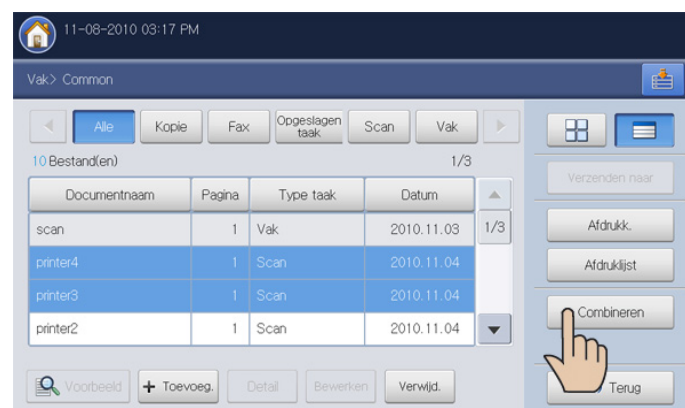 11-08-2010 03:17 PM
Vak> Common
Alle Kopie Fax Opgeslagen taak Scan Vak
10 Bestand(en) 1/3
Verzenden naar
Documentnaam Pagina Type taak Datum
scan 1 Vak 2010.11.03 1/3
Afdrukk.
printer4 1 Scan 2010.11.04
Afdruklijst
printer3 1 Scan 2010.11.04
Combineren
printer2 1 Scan 2010.11.04
Voorbeeld + Toevoeg. Detail Bewerken Verwijd. Terug